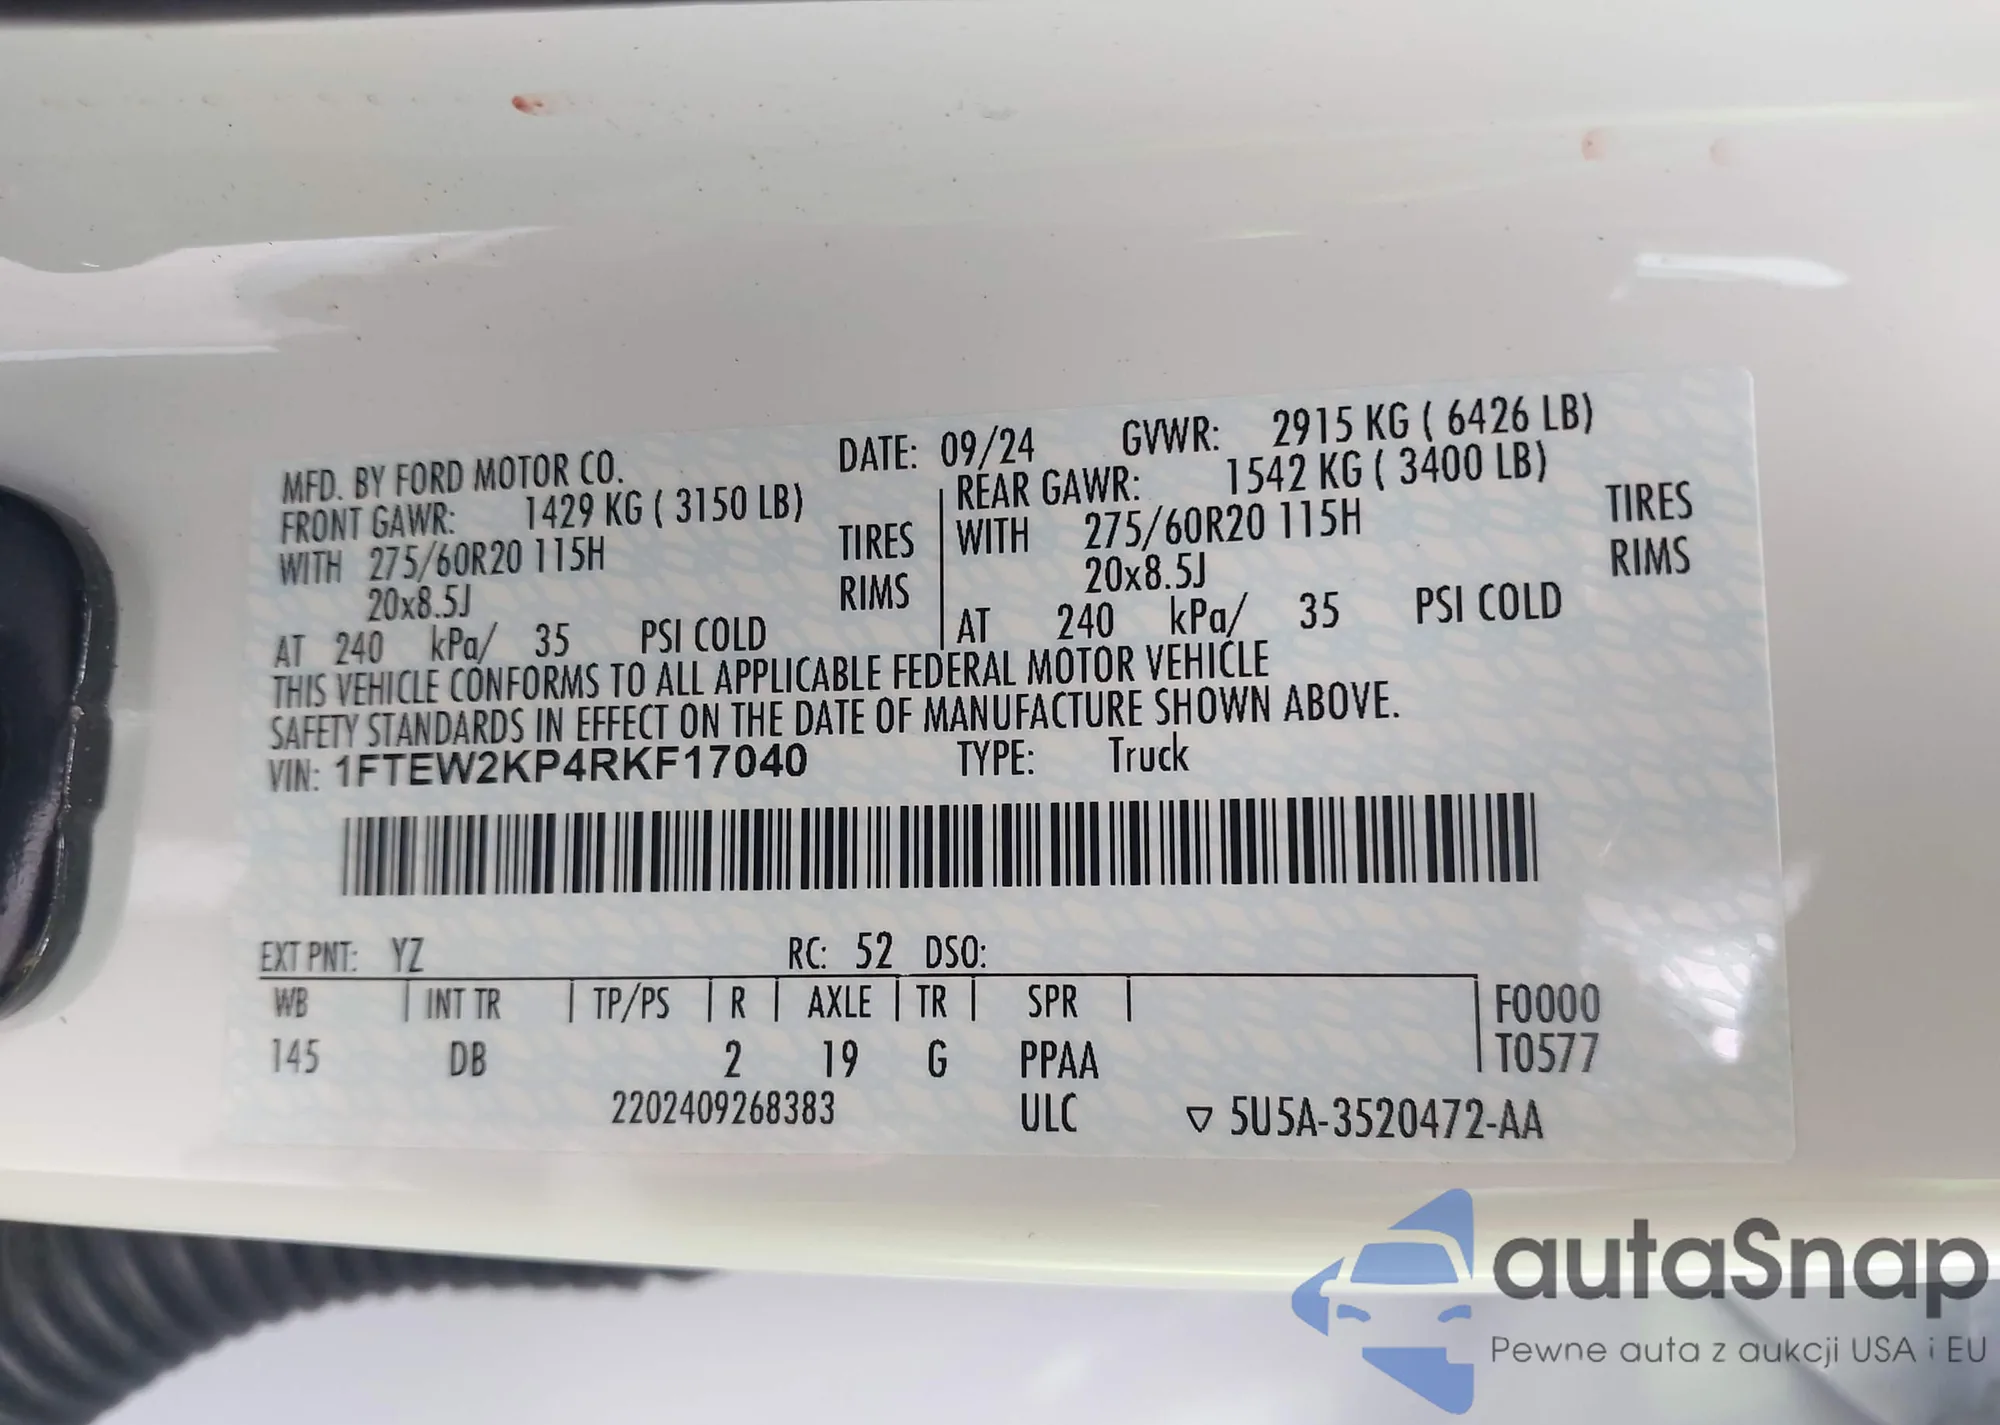 MFD. BY FORD MOTOR CO. DATE: 09/24 GVWR: 2915 KG ( 6426 LB)
FRONT GAWR: 1429 KG ( 3150 LB) REAR GAWR: 1542 KG ( 3400 LB)
WITH 275/60R20 115H TIRES WITH 275/60R20 115H TIRES
20x8.5J RIMS 20x8.5J RIMS
AT 240 kPa/ 35 PSI COLD AT 240 kPa/ 35 PSI COLD
THIS VEHICLE CONFORMS TO ALL APPLICABLE FEDERAL MOTOR VEHICLE
SAFETY STANDARDS IN EFFECT ON THE DATE OF MANUFACTURE SHOWN ABOVE.
VIN: 1FTEW2KP4RKF17040 TYPE: Truck
EXT PNT: YZ RC: 52 DSO:
WB INT TR TP/PS R AXLE TR SPR F0000
145 DB 2 19 G PPAA T0577
2202409268383 ULC ▽ 5U5A-3520472-AA
autaSnap
Pewne auta z aukcji USA i EU